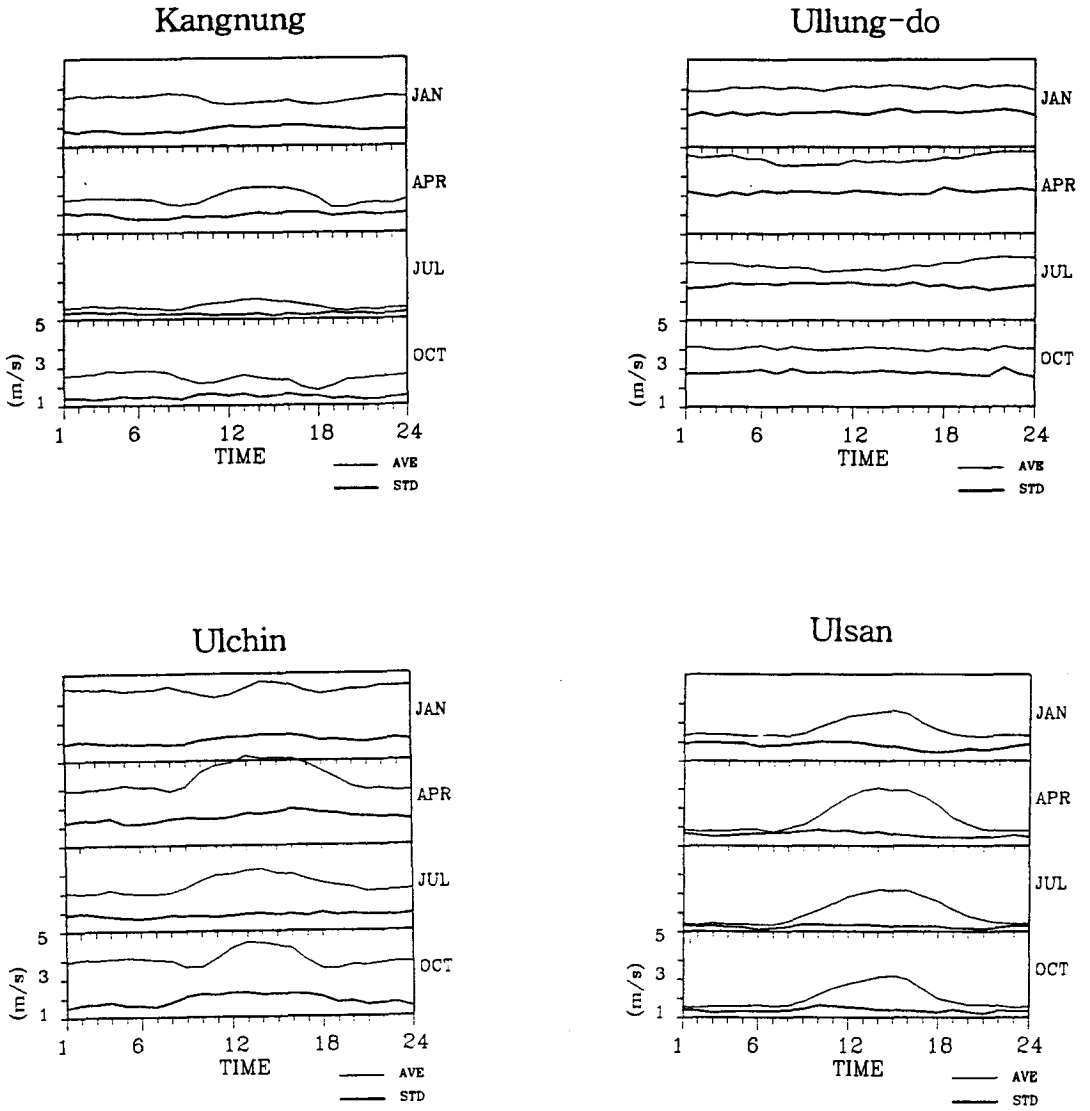 Kangnung
JAN
APR
JUL
OCT
5
3
1
(m/s)
1 6 12 18 24
TIME
AVE
STD
Ullung-do
JAN
APR
JUL
OCT
5
3
1
(m/s)
1 6 12 18 24
TIME
AVE
STD
Ulchin
JAN
APR
JUL
OCT
5
3
1
(m/s)
1 6 12 18 24
TIME
AVE
STD
Ulsan
JAN
APR
JUL
OCT
5
3
1
(m/s)
1 6 12 18 24
TIME
AVE
STD